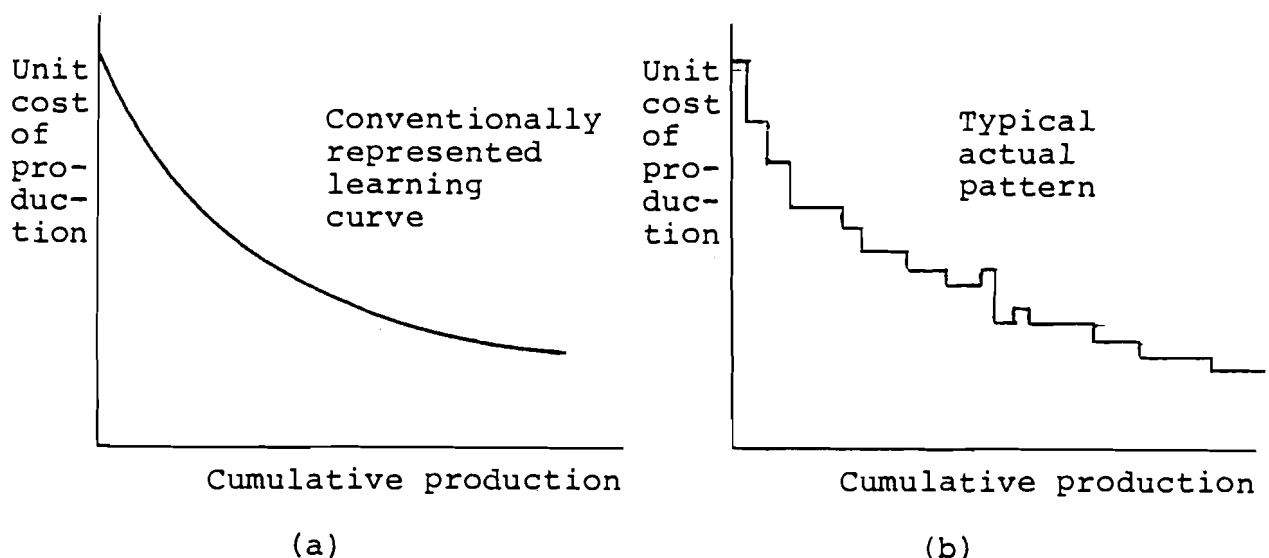 Unit
cost
of
pro-
duc-
tion
Conventionally
represented
learning
curve
Cumulative production
(a)
Unit
cost
of
pro-
duc-
tion
Typical
actual
pattern
Cumulative production
(b)